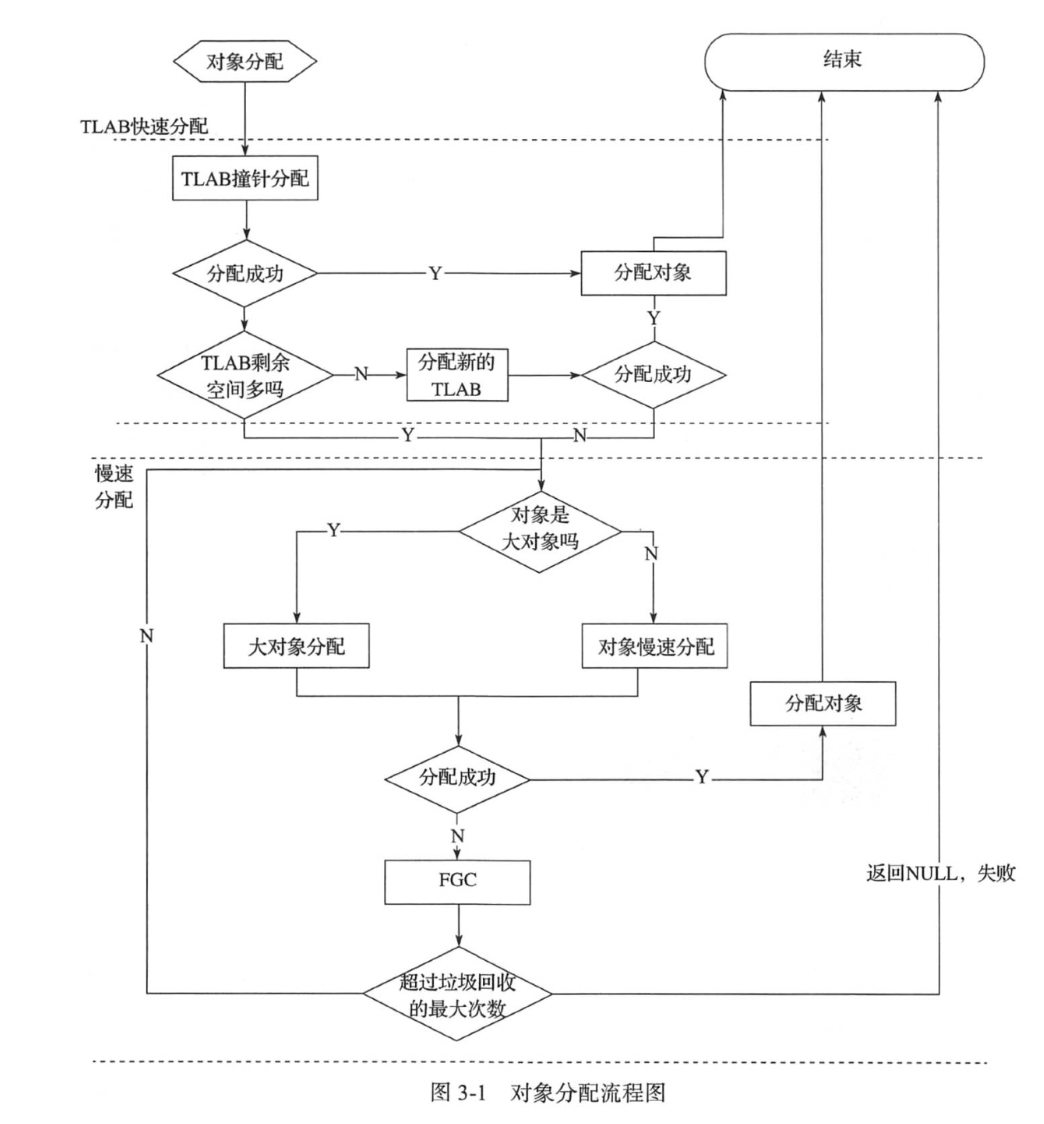 对象分配
结束
TLAB快速分配
TLAB撞针分配
分配成功
Y
分配对象
Y
TLAB剩余
空间多吗
N
分配新的
TLAB
分配成功
Y
N
慢速
分配
对象是
大对象吗
Y
N
N
大对象分配
对象慢速分配
分配对象
分配成功
Y
N
FGC
返回NULL，失败
超过垃圾回收
的最大次数
图 3-1 对象分配流程图